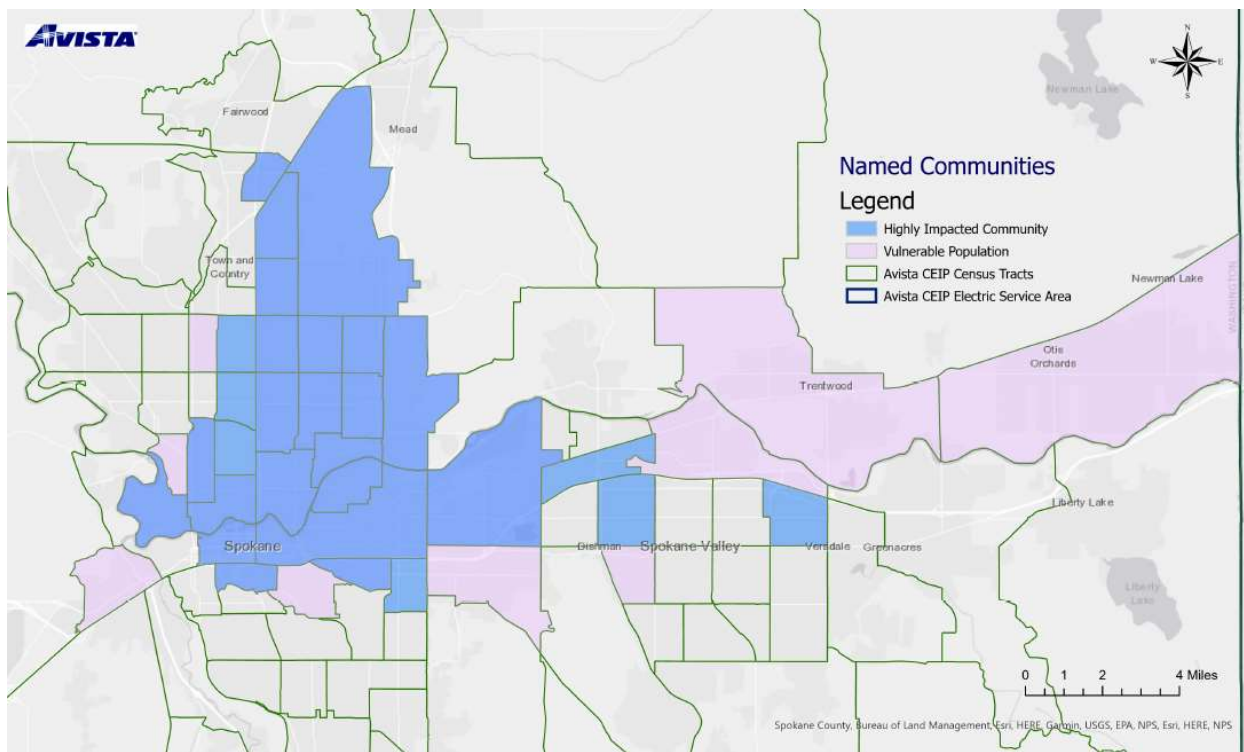 AVISTA
N
W E
S
Newman Lake
Fairwood
Mead
Named Communities
Legend
Highly Impacted Community
Vulnerable Population
Avista CEIP Census Tracts
Avista CEIP Electric Service Area
Town and
Country
Newman Lake
WASHINGTON
Otis
Orchards
Trentwood
Liberty Lake
Spokane
Dishman
Spokane Valley
Veradale
Greenacres
Liberty
Lake
0 1 2 4 Miles
Spokane County, Bureau of Land Management, Esri, HERE, Garmin, USGS, EPA, NPS, Esri, HERE, NPS